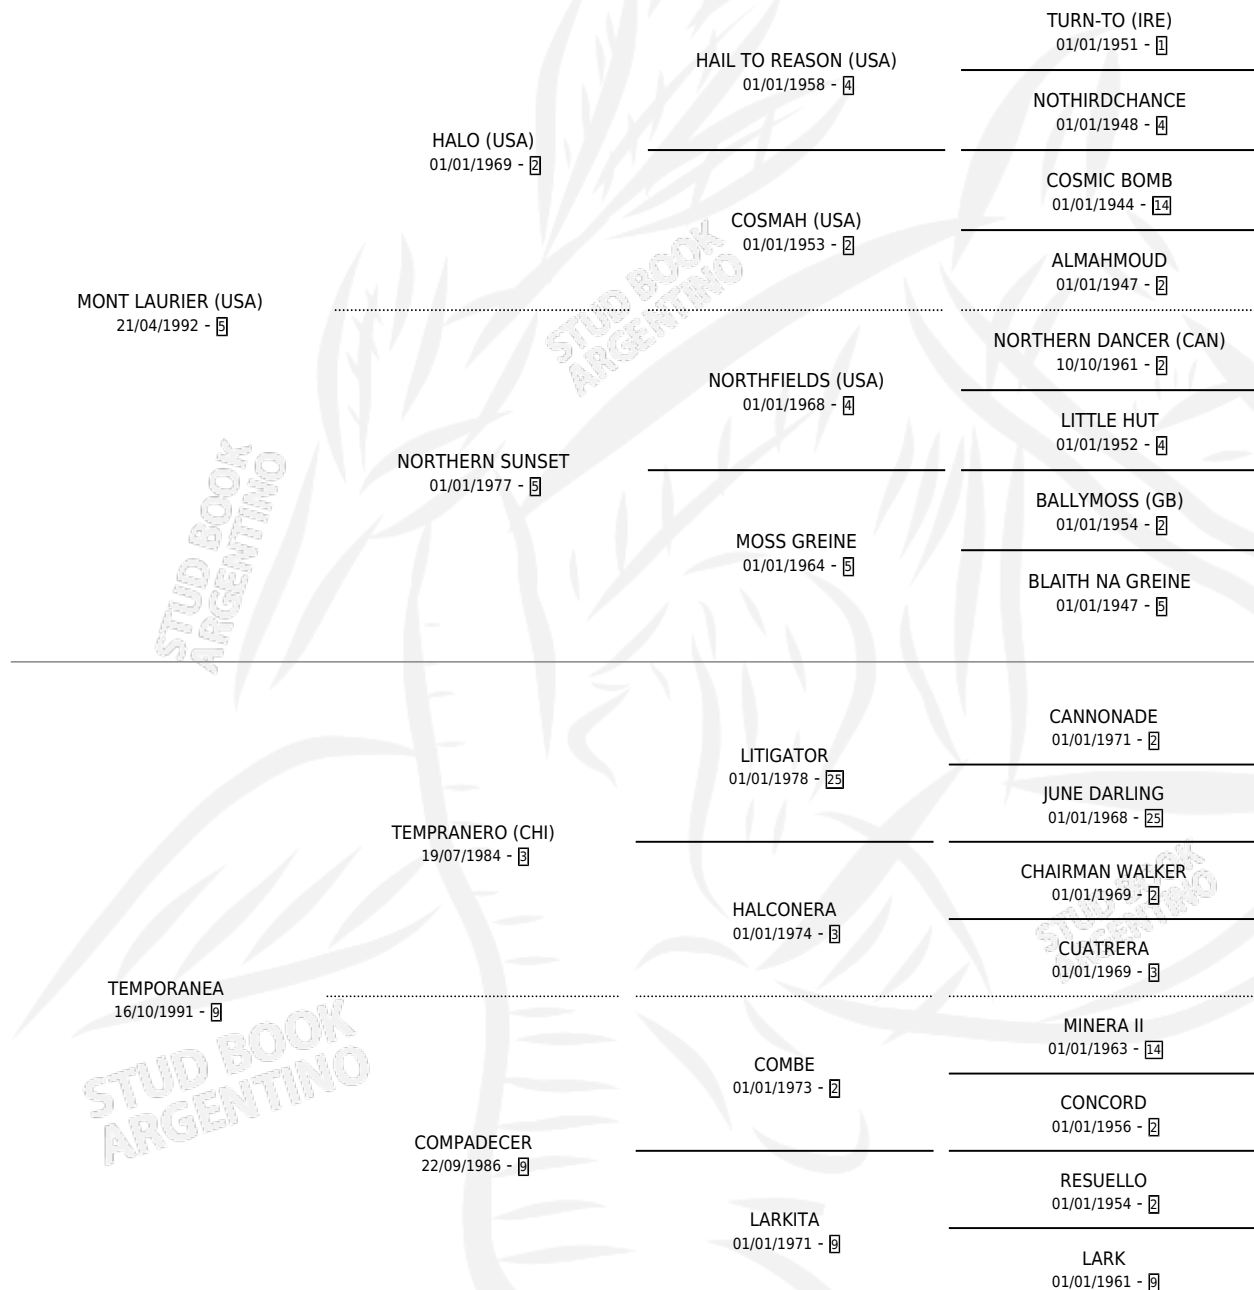 TURN-TO (IRE)
01/01/1951 - 1
HAIL TO REASON (USA)
01/01/1958 - 4
NOTHIRDCHANCE
01/01/1948 - 4
HALO (USA)
01/01/1969 - 2
COSMIC BOMB
01/01/1944 - 14
COSMAH (USA)
01/01/1953 - 2
ALMAHMOUD
01/01/1947 - 2
MONT LAURIER (USA)
21/04/1992 - 5
STUD BOOK
ARGENTINO
NORTHERN DANCER (CAN)
10/10/1961 - 2
NORTHFIELDS (USA)
01/01/1968 - 4
LITTLE HUT
01/01/1952 - 4
NORTHERN SUNSET
01/01/1977 - 5
BALLYMOSS (GB)
01/01/1954 - 2
MOSS GREINE
01/01/1964 - 5
BLAITH NA GREINE
01/01/1947 - 5
STUD BOOK
ARGENTINO
CANNONADE
01/01/1971 - 2
LITIGATOR
01/01/1978 - 25
JUNE DARLING
01/01/1968 - 25
TEMPRANERO (CHI)
19/07/1984 - 3
CHAIRMAN WALKER
01/01/1969 - 2
HALCONERA
01/01/1974 - 3
STUD BOOK
ARGENTINO
CUATRERA
01/01/1969 - 3
TEMPORANEA
16/10/1991 - 9
MINERA II
01/01/1963 - 14
COMBE
01/01/1973 - 2
STUD BOOK
ARGENTINO
CONCORD
01/01/1956 - 2
COMPADECER
22/09/1986 - 9
RESUELLO
01/01/1954 - 2
LARKITA
01/01/1971 - 9
LARK
01/01/1961 - 9